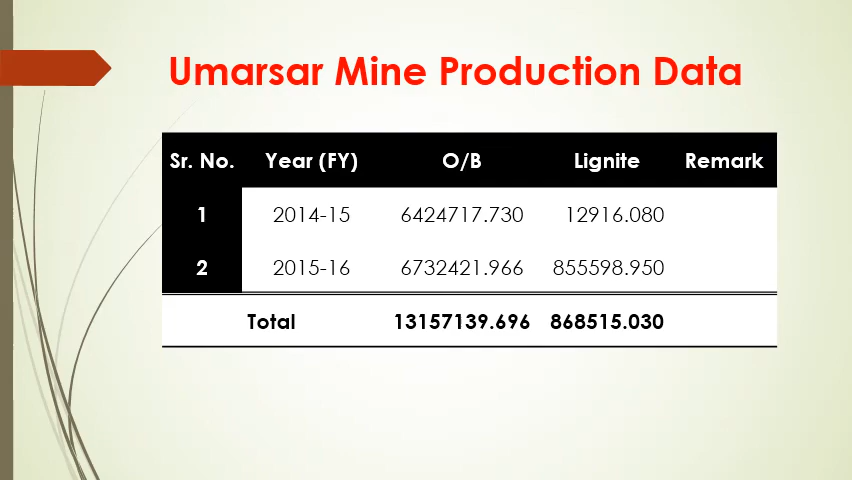 Umarsar Mine Production Data
Sr. No. Year (FY) O/B Lignite Remark
1 2014-15 6424717.730 12916.080
2 2015-16 6732421.966 855598.950
Total 13157139.696 868515.030